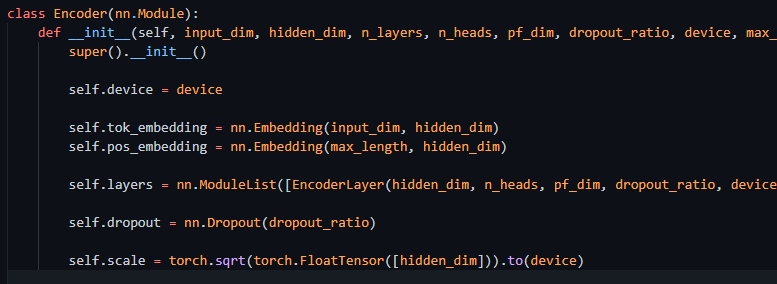 class Encoder(nn.Module):
def __init__(self, input_dim, hidden_dim, n_layers, n_heads, pf_dim, dropout_ratio, device, max_
super().__init__()
self.device = device
self.tok_embedding = nn.Embedding(input_dim, hidden_dim)
self.pos_embedding = nn.Embedding(max_length, hidden_dim)
self.layers = nn.ModuleList([EncoderLayer(hidden_dim, n_heads, pf_dim, dropout_ratio, device
self.dropout = nn.Dropout(dropout_ratio)
self.scale = torch.sqrt(torch.FloatTensor([hidden_dim])).to(device)